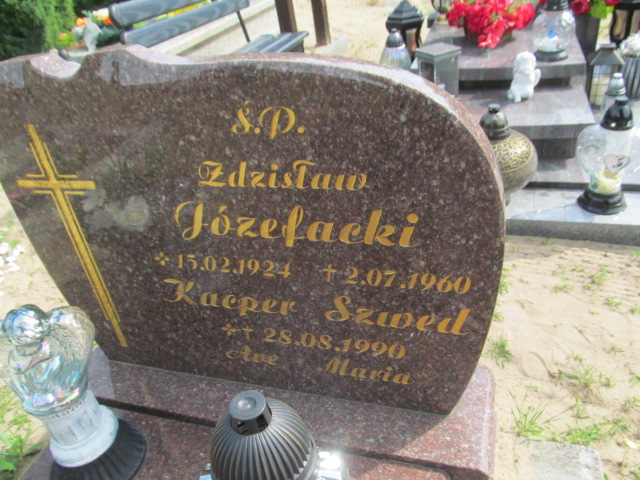 Ś.P.
Zdzisław
Józefacki
15.02.1924 †2.07.1960
Kacper Szwed
† 28.08.1990
Ave Maria